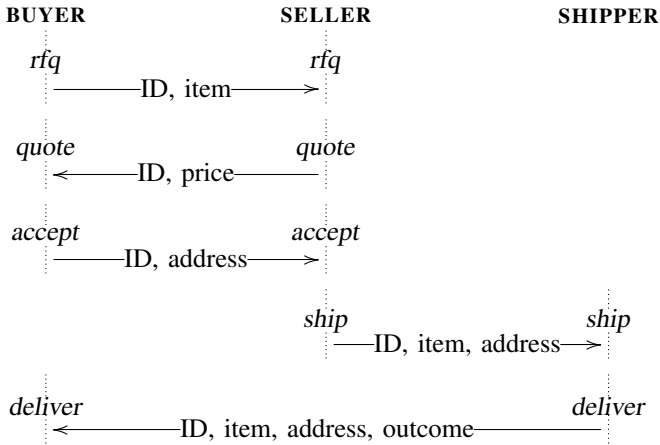 BUYER SELLER SHIPPER
rfq rfq
ID, item
quote quote
ID, price
accept accept
ID, address
ship ship
ID, item, address
deliver deliver
ID, item, address, outcome